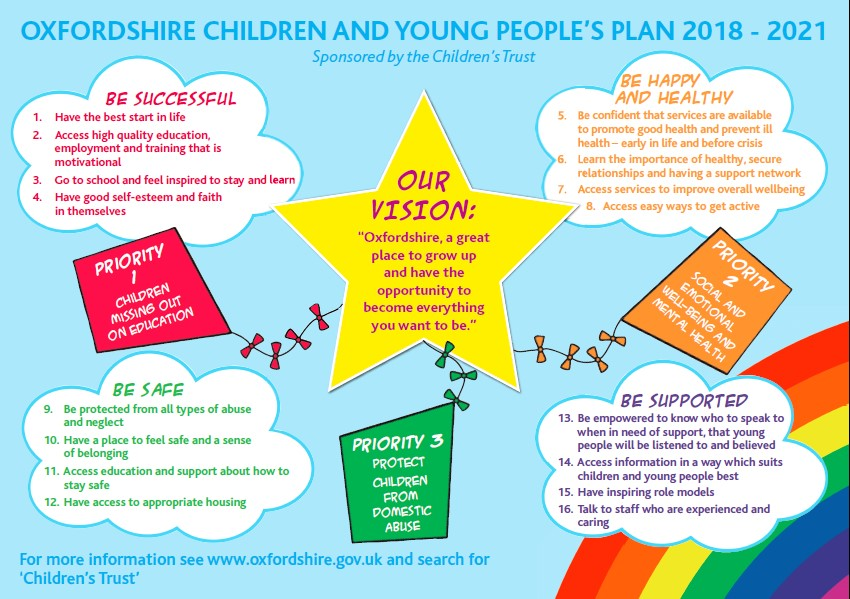 OXFORDSHIRE CHILDREN AND YOUNG PEOPLE'S PLAN 2018 - 2021
Sponsored by the Children's Trust
BE SUCCESSFUL
1. Have the best start in life
2. Access high quality education,
employment and training that is
motivational
3. Go to school and feel inspired to stay and learn
4. Have good self-esteem and faith
in themselves
BE HAPPY
AND HEALTHY
5. Be confident that services are available
to promote good health and prevent ill
health – early in life and before crisis
6. Learn the importance of healthy, secure
relationships and having a support network
7. Access services to improve overall wellbeing
8. Access easy ways to get active
OUR
VISION:
"Oxfordshire, a great
place to grow up
and have the
opportunity to
become everything
you want to be."
PRIORITY
1
CHILDREN
MISSING OUT
ON EDUCATION
PRIORITY
2
SOCIAL AND
EMOTIONAL
WELL-BEING AND
MENTAL HEALTH
PRIORITY 3
PROTECT
CHILDREN
FROM
DOMESTIC
ABUSE
BE SAFE
9. Be protected from all types of abuse
and neglect
10. Have a place to feel safe and a sense
of belonging
11. Access education and support about how to
stay safe
12. Have access to appropriate housing
BE SUPPORTED
13. Be empowered to know who to speak to
when in need of support, that young
people will be listened to and believed
14. Access information in a way which suits
children and young people best
15. Have inspiring role models
16. Talk to staff who are experienced and
caring
For more information see www.oxfordshire.gov.uk and search for
'Children's Trust'